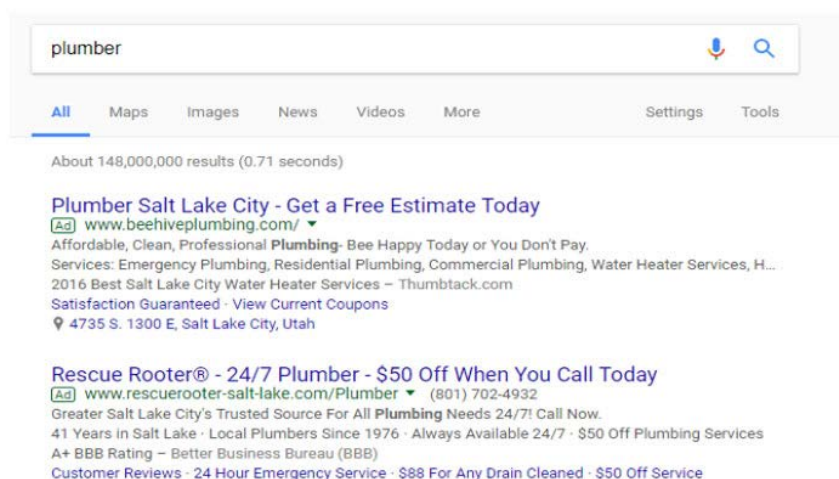 plumber
All Maps Images News Videos More Settings Tools
About 148,000,000 results (0.71 seconds)
Plumber Salt Lake City - Get a Free Estimate Today
Ad www.beehiveplumbing.com/
Affordable, Clean, Professional Plumbing- Bee Happy Today or You Don't Pay.
Services: Emergency Plumbing, Residential Plumbing, Commercial Plumbing, Water Heater Services, H...
2016 Best Salt Lake City Water Heater Services – Thumbtack.com
Satisfaction Guaranteed · View Current Coupons
4735 S. 1300 E, Salt Lake City, Utah
Rescue Rooter® - 24/7 Plumber - $50 Off When You Call Today
Ad www.rescuerooter-salt-lake.com/Plumber (801) 702-4932
Greater Salt Lake City's Trusted Source For All Plumbing Needs 24/7! Call Now.
41 Years in Salt Lake · Local Plumbers Since 1976 · Always Available 24/7 · $50 Off Plumbing Services
A+ BBB Rating – Better Business Bureau (BBB)
Customer Reviews · 24 Hour Emergency Service · $88 For Any Drain Cleaned · $50 Off Service